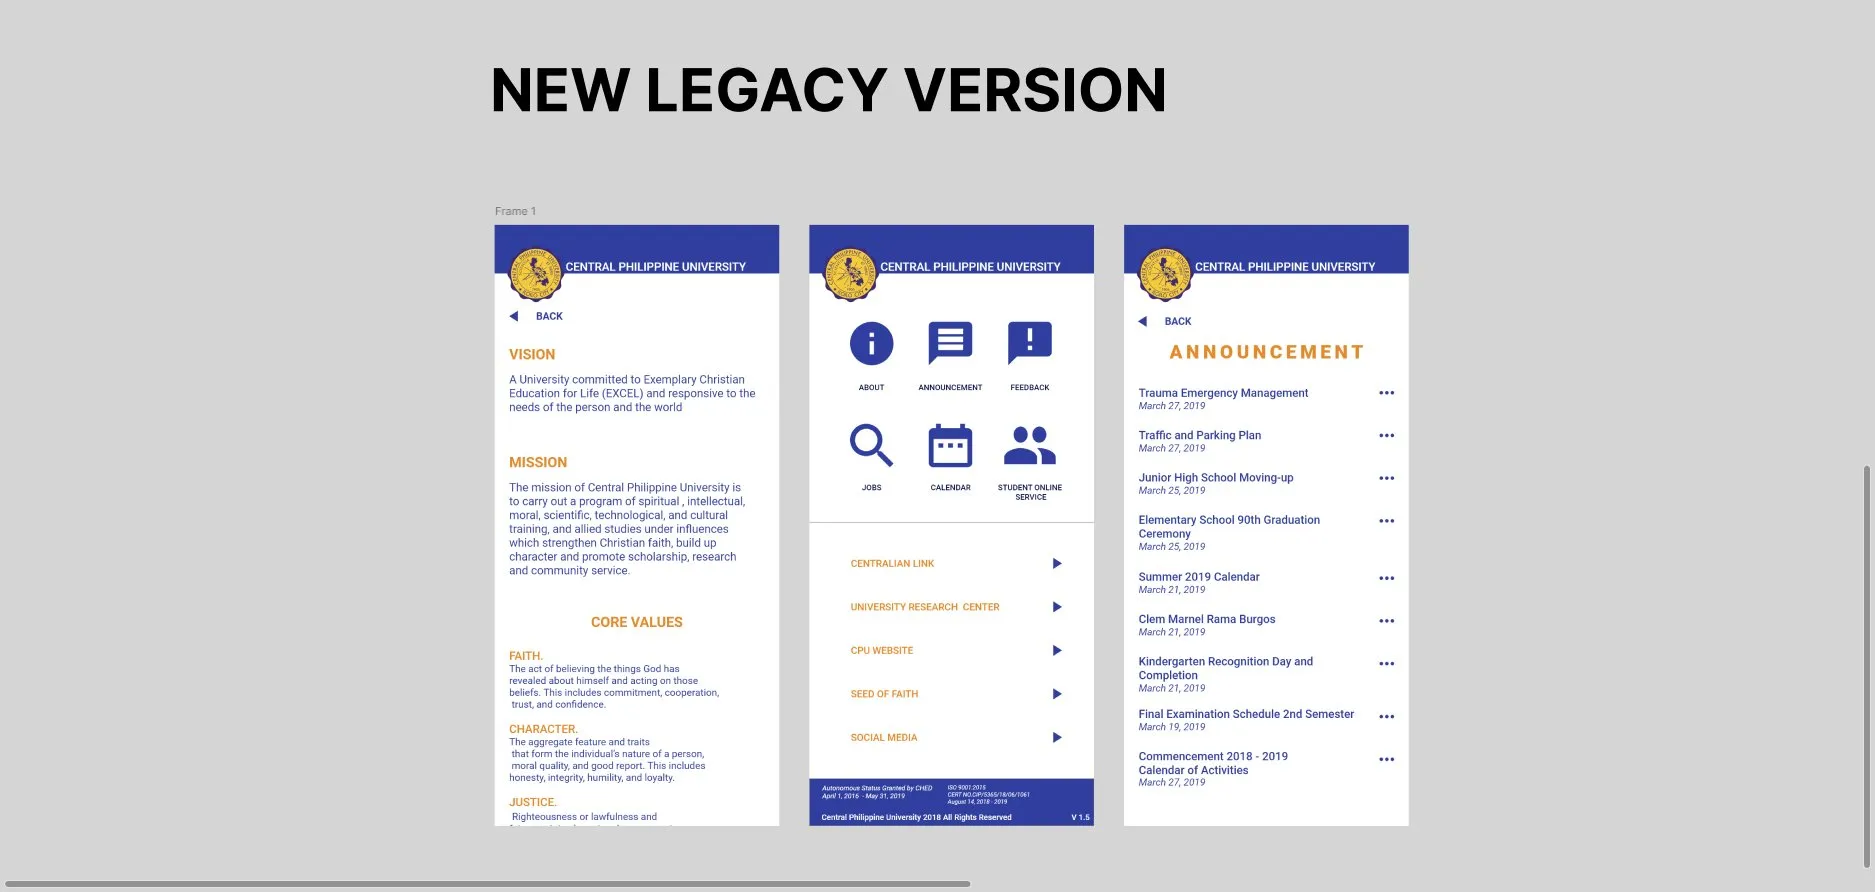 NEW LEGACY VERSION
Frame 1
CENTRAL PHILIPPINE UNIVERSITY
BACK
VISION
A University committed to Exemplary Christian
Education for Life (EXCEL) and responsive to the
needs of the person and the world
MISSION
The mission of Central Philippine University is
to carry out a program of spiritual , intellectual,
moral, scientific, technological, and cultural
training, and allied studies under influences
which strengthen Christian faith, build up
character and promote scholarship, research
and community service.
CORE VALUES
FAITH.
The act of believing the things God has
revealed about himself and acting on those
beliefs. This includes commitment, cooperation,
trust, and confidence.
CHARACTER.
The aggregate feature and traits
that form the individual's nature of a person,
moral quality, and good report. This includes
honesty, integrity, humility, and loyalty.
JUSTICE.
Righteousness or lawfulness and
CENTRAL PHILIPPINE UNIVERSITY
ABOUT
ANNOUNCEMENT
FEEDBACK
JOBS
CALENDAR
STUDENT ONLINE
SERVICE
CENTRALIAN LINK
UNIVERSITY RESEARCH CENTER
CPU WEBSITE
SEED OF FAITH
SOCIAL MEDIA
Autonomous Status Granted by CHED
April 1, 2016 - May 31, 2019
ISO 9001:2015
CERT NO.CIP/5365/18/06/1061
August 14, 2018 - 2019
Central Philippine University 2018 All Rights Reserved
V 1.5
CENTRAL PHILIPPINE UNIVERSITY
BACK
ANNOUNCEMENT
Trauma Emergency Management
March 27, 2019
Traffic and Parking Plan
March 27, 2019
Junior High School Moving-up
March 25, 2019
Elementary School 90th Graduation
Ceremony
March 25, 2019
Summer 2019 Calendar
March 21, 2019
Clem Marnel Rama Burgos
March 21, 2019
Kindergarten Recognition Day and
Completion
March 21, 2019
Final Examination Schedule 2nd Semester
March 19, 2019
Commencement 2018 - 2019
Calendar of Activities
March 27, 2019